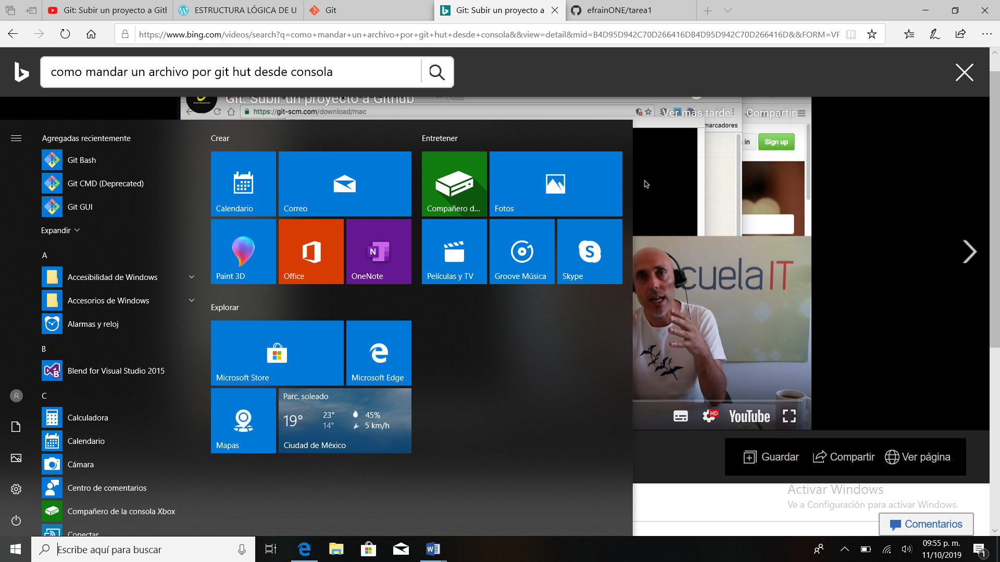 Git: Subir un proyecto a Gith
ESTRUCTURA LÓGICA DE U
Git
Git: Subir un proyecto a
efrainONE/tarea1
https://www.bing.com/videos/search?q=como+mandar+un+archivo+por+git+hut+desde+consola&&view=detail&mid=B4D95D942C70D266416DB4D95D942C70D266416D&&FORM=VF
como mandar un archivo por git hut desde consola
Git: Subir un proyecto a Github
https://git-scm.com/download/mac
Ver más tarde
Compartir
marcadores
in
Sign up
Agregadas recientemente
Git Bash
Git CMD (Deprecated)
Git GUI
Expandir
A
Accesibilidad de Windows
Accesorios de Windows
Alarmas y reloj
B
Blend for Visual Studio 2015
C
Calculadora
Calendario
Cámara
Centro de comentarios
Compañero de la consola Xbox
Conectar
Crear
Calendario
Correo
Paint 3D
Office
OneNote
Explorar
Microsoft Store
Microsoft Edge
Mapas
Parc. soleado
19°
23°
14°
45%
5 km/h
Ciudad de México
Entretener
Compañero d...
Fotos
Películas y TV
Groove Música
Skype
cuelaIT
HD
YouTube
Guardar
Compartir
Ver página
Activar Windows
Ve a Configuración para activar Windows.
Comentarios
Escribe aquí para buscar
09:55 p. m.
11/10/2019
1